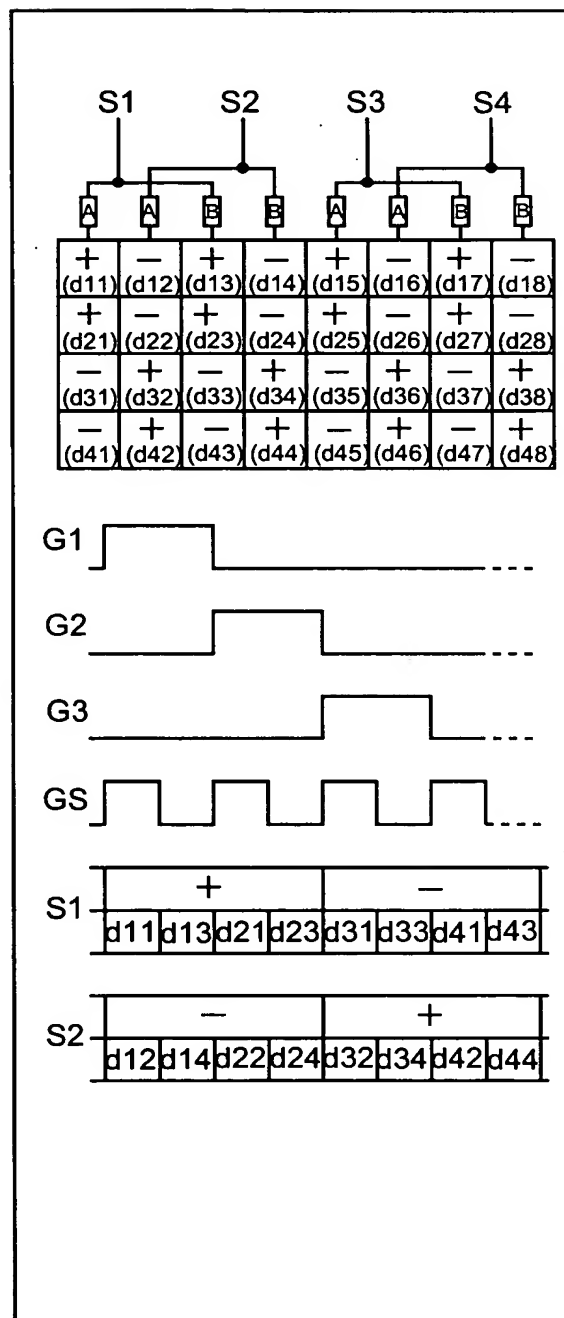 S1 S2 S3 S4
A A B B A A B B
+ − + − + − + −
(d11) (d12) (d13) (d14) (d15) (d16) (d17) (d18)
+ − + − + − + −
(d21) (d22) (d23) (d24) (d25) (d26) (d27) (d28)
− + − + − + − +
(d31) (d32) (d33) (d34) (d35) (d36) (d37) (d38)
− + − + − + − +
(d41) (d42) (d43) (d44) (d45) (d46) (d47) (d48)
G1
G2
G3
GS
+ −
S1
d11 d13 d21 d23 d31 d33 d41 d43
− +
S2
d12 d14 d22 d24 d32 d34 d42 d44